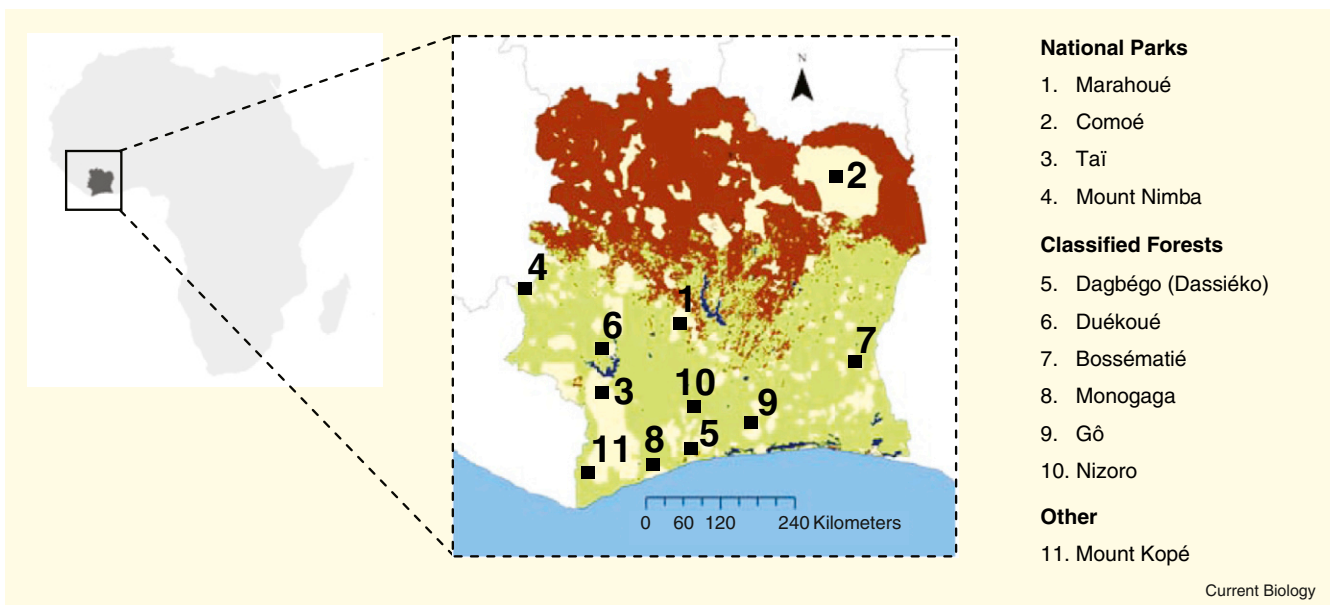 N
2
4
1
6
7
3
10
9
5
8
11
0 60 120 240 Kilometers
National Parks
1. Marahoué
2. Comoé
3. Taï
4. Mount Nimba
Classified Forests
5. Dagbégo (Dassiéko)
6. Duékoué
7. Bossématié
8. Monogaga
9. Gô
10. Nizoro
Other
11. Mount Kopé
Current Biology